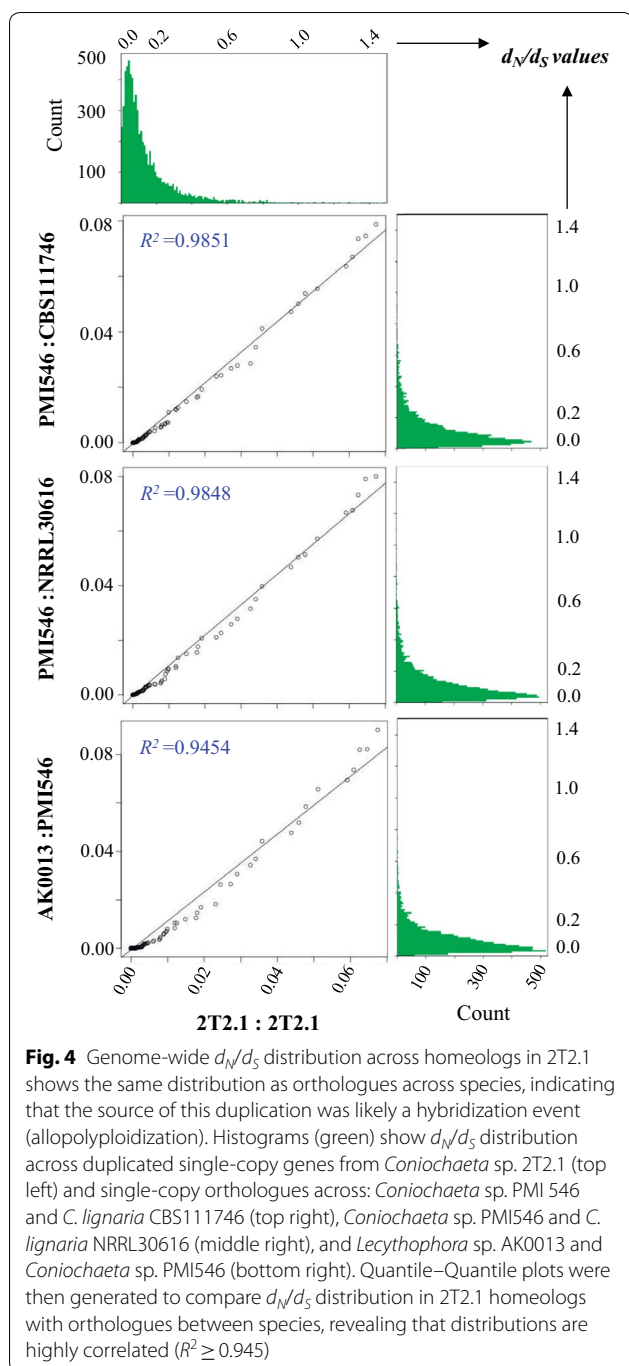 0.0 0.2 0.6 1.0 1.4
d_N/d_S values
500
300
100
Count
PMI546 :CBS111746
0.08
0.04
0.00
R² =0.9851
1.4
1.0
0.6
0.2
0.0
PMI546 :NRRL30616
0.08
0.04
0.00
R² =0.9848
1.4
1.0
0.6
0.2
0.0
AK0013 :PMI546
0.08
0.04
0.00
R² =0.9454
1.4
1.0
0.6
0.2
0.0
0.00 0.02 0.04 0.06
100 300 500
2T2.1 : 2T2.1
Count
Fig. 4 Genome-wide d_N/d_S distribution across homeologs in 2T2.1
shows the same distribution as orthologues across species, indicating
that the source of this duplication was likely a hybridization event
(allopolyploidization). Histograms (green) show d_N/d_S distribution
across duplicated single-copy genes from Coniochaeta sp. 2T2.1 (top
left) and single-copy orthologues across: Coniochaeta sp. PMI 546
and C. lignaria CBS111746 (top right), Coniochaeta sp. PMI546 and C.
lignaria NRRL30616 (middle right), and Lecythophora sp. AK0013 and
Coniochaeta sp. PMI546 (bottom right). Quantile–Quantile plots were
then generated to compare d_N/d_S distribution in 2T2.1 homeologs
with orthologues between species, revealing that distributions are
highly correlated (R² ≥ 0.945)